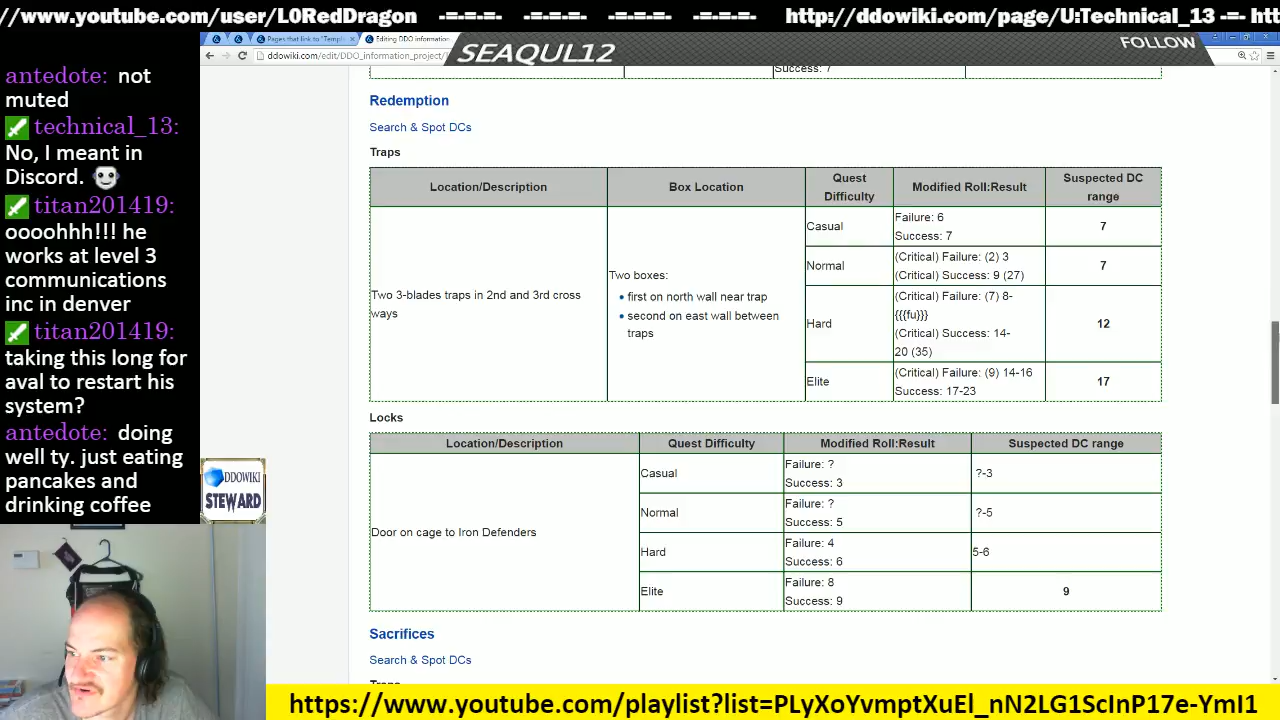 //www.youtube.com/user/L0RedDragon -=-=-=- -=-=-=- -=-=-=- -=-=-=- http://ddowiki.com/page/U:Technical_13 -=-
Pages that link to "Templ
Editing DDO information
ddowiki.com/edit/DDO_information_project/
SEAQUL12
FOLLOW
antedote: not
muted
technical_13:
No, I meant in
Discord.
titan201419:
oooohhh!!! he
works at level 3
communications
inc in denver
titan201419:
taking this long for
aval to restart his
system?
antedote: doing
well ty. just eating
pancakes and
drinking coffee
DDOWIKI
STEWARD
Success: 7
Redemption
Search & Spot DCs
Traps
Location/Description
Box Location
Quest
Difficulty
Modified Roll:Result
Suspected DC
range
Two 3-blades traps in 2nd and 3rd cross
ways
Two boxes:
first on north wall near trap
second on east wall between
traps
Casual
Failure: 6
Success: 7
7
Normal
(Critical) Failure: (2) 3
(Critical) Success: 9 (27)
7
Hard
(Critical) Failure: (7) 8-
{{{fu}}}
(Critical) Success: 14-
20 (35)
12
Elite
(Critical) Failure: (9) 14-16
Success: 17-23
17
Locks
Location/Description
Quest Difficulty
Modified Roll:Result
Suspected DC range
Door on cage to Iron Defenders
Casual
Failure: ?
Success: 3
?-3
Normal
Failure: ?
Success: 5
?-5
Hard
Failure: 4
Success: 6
5-6
Elite
Failure: 8
Success: 9
9
Sacrifices
Search & Spot DCs
https://www.youtube.com/playlist?list=PLyXoYvmptXuEl_nN2LG1ScInP17e-YmI1